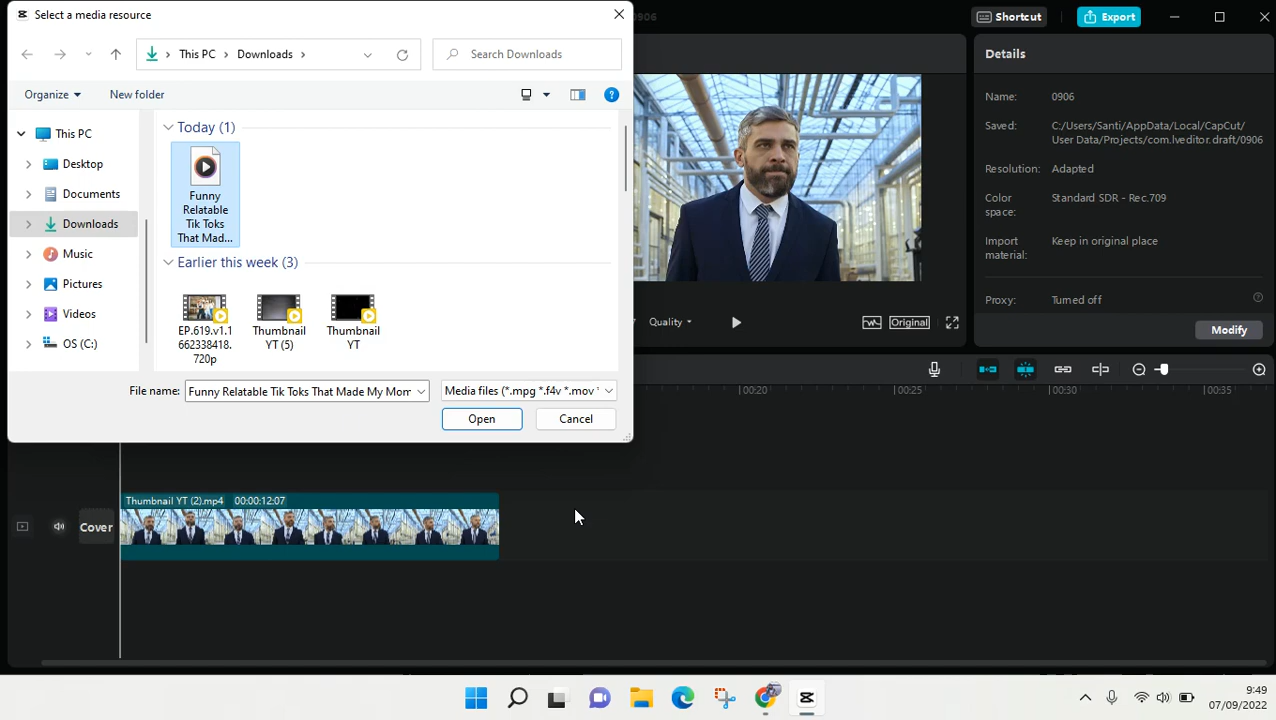 Select a media resource
0906
Shortcut
Export
This PC
Downloads
Search Downloads
Organize
New folder
This PC
Desktop
Documents
Downloads
Music
Pictures
Videos
OS (C:)
Today (1)
Funny
Relatable
Tik Toks
That Mad...
Earlier this week (3)
EP.619.v1.1
662338418.
720p
Thumbnail
YT (5)
Thumbnail
YT
File name:
Funny Relatable Tik Toks That Made My Mom
Media files (*.mpg *.f4v *.mov *
Open
Cancel
Details
Name: 0906
Saved: C:/Users/Santi/AppData/Local/CapCut/
User Data/Projects/com.lveditor.draft/0906
Resolution: Adapted
Color Standard SDR - Rec.709
space:
Import Keep in original place
material:
Proxy: Turned off
Modify
Quality
Original
00:20
00:25
00:30
00:35
Cover
Thumbnail YT (2).mp4 00:00:12:07
9:49
07/09/2022